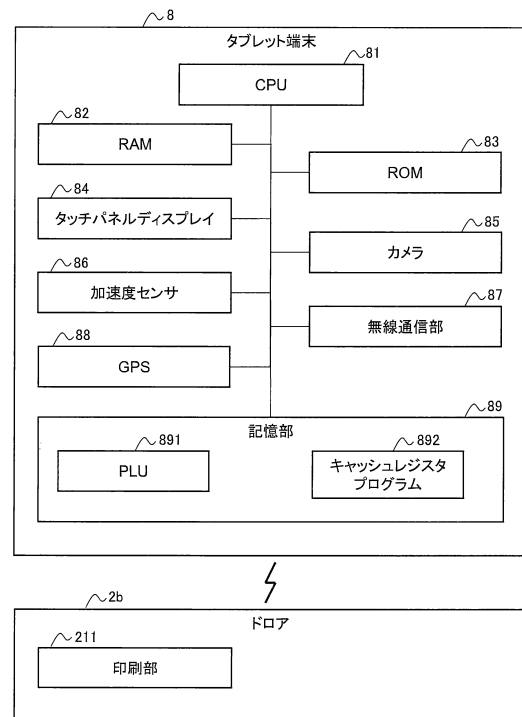 8
タブレット端末
81
CPU
82
RAM
83
ROM
84
タッチパネルディスプレイ
85
カメラ
86
加速度センサ
87
無線通信部
88
GPS
89
記憶部
891
PLU
892
キャッシュレジスタ
プログラム
2b
ドロア
211
印刷部